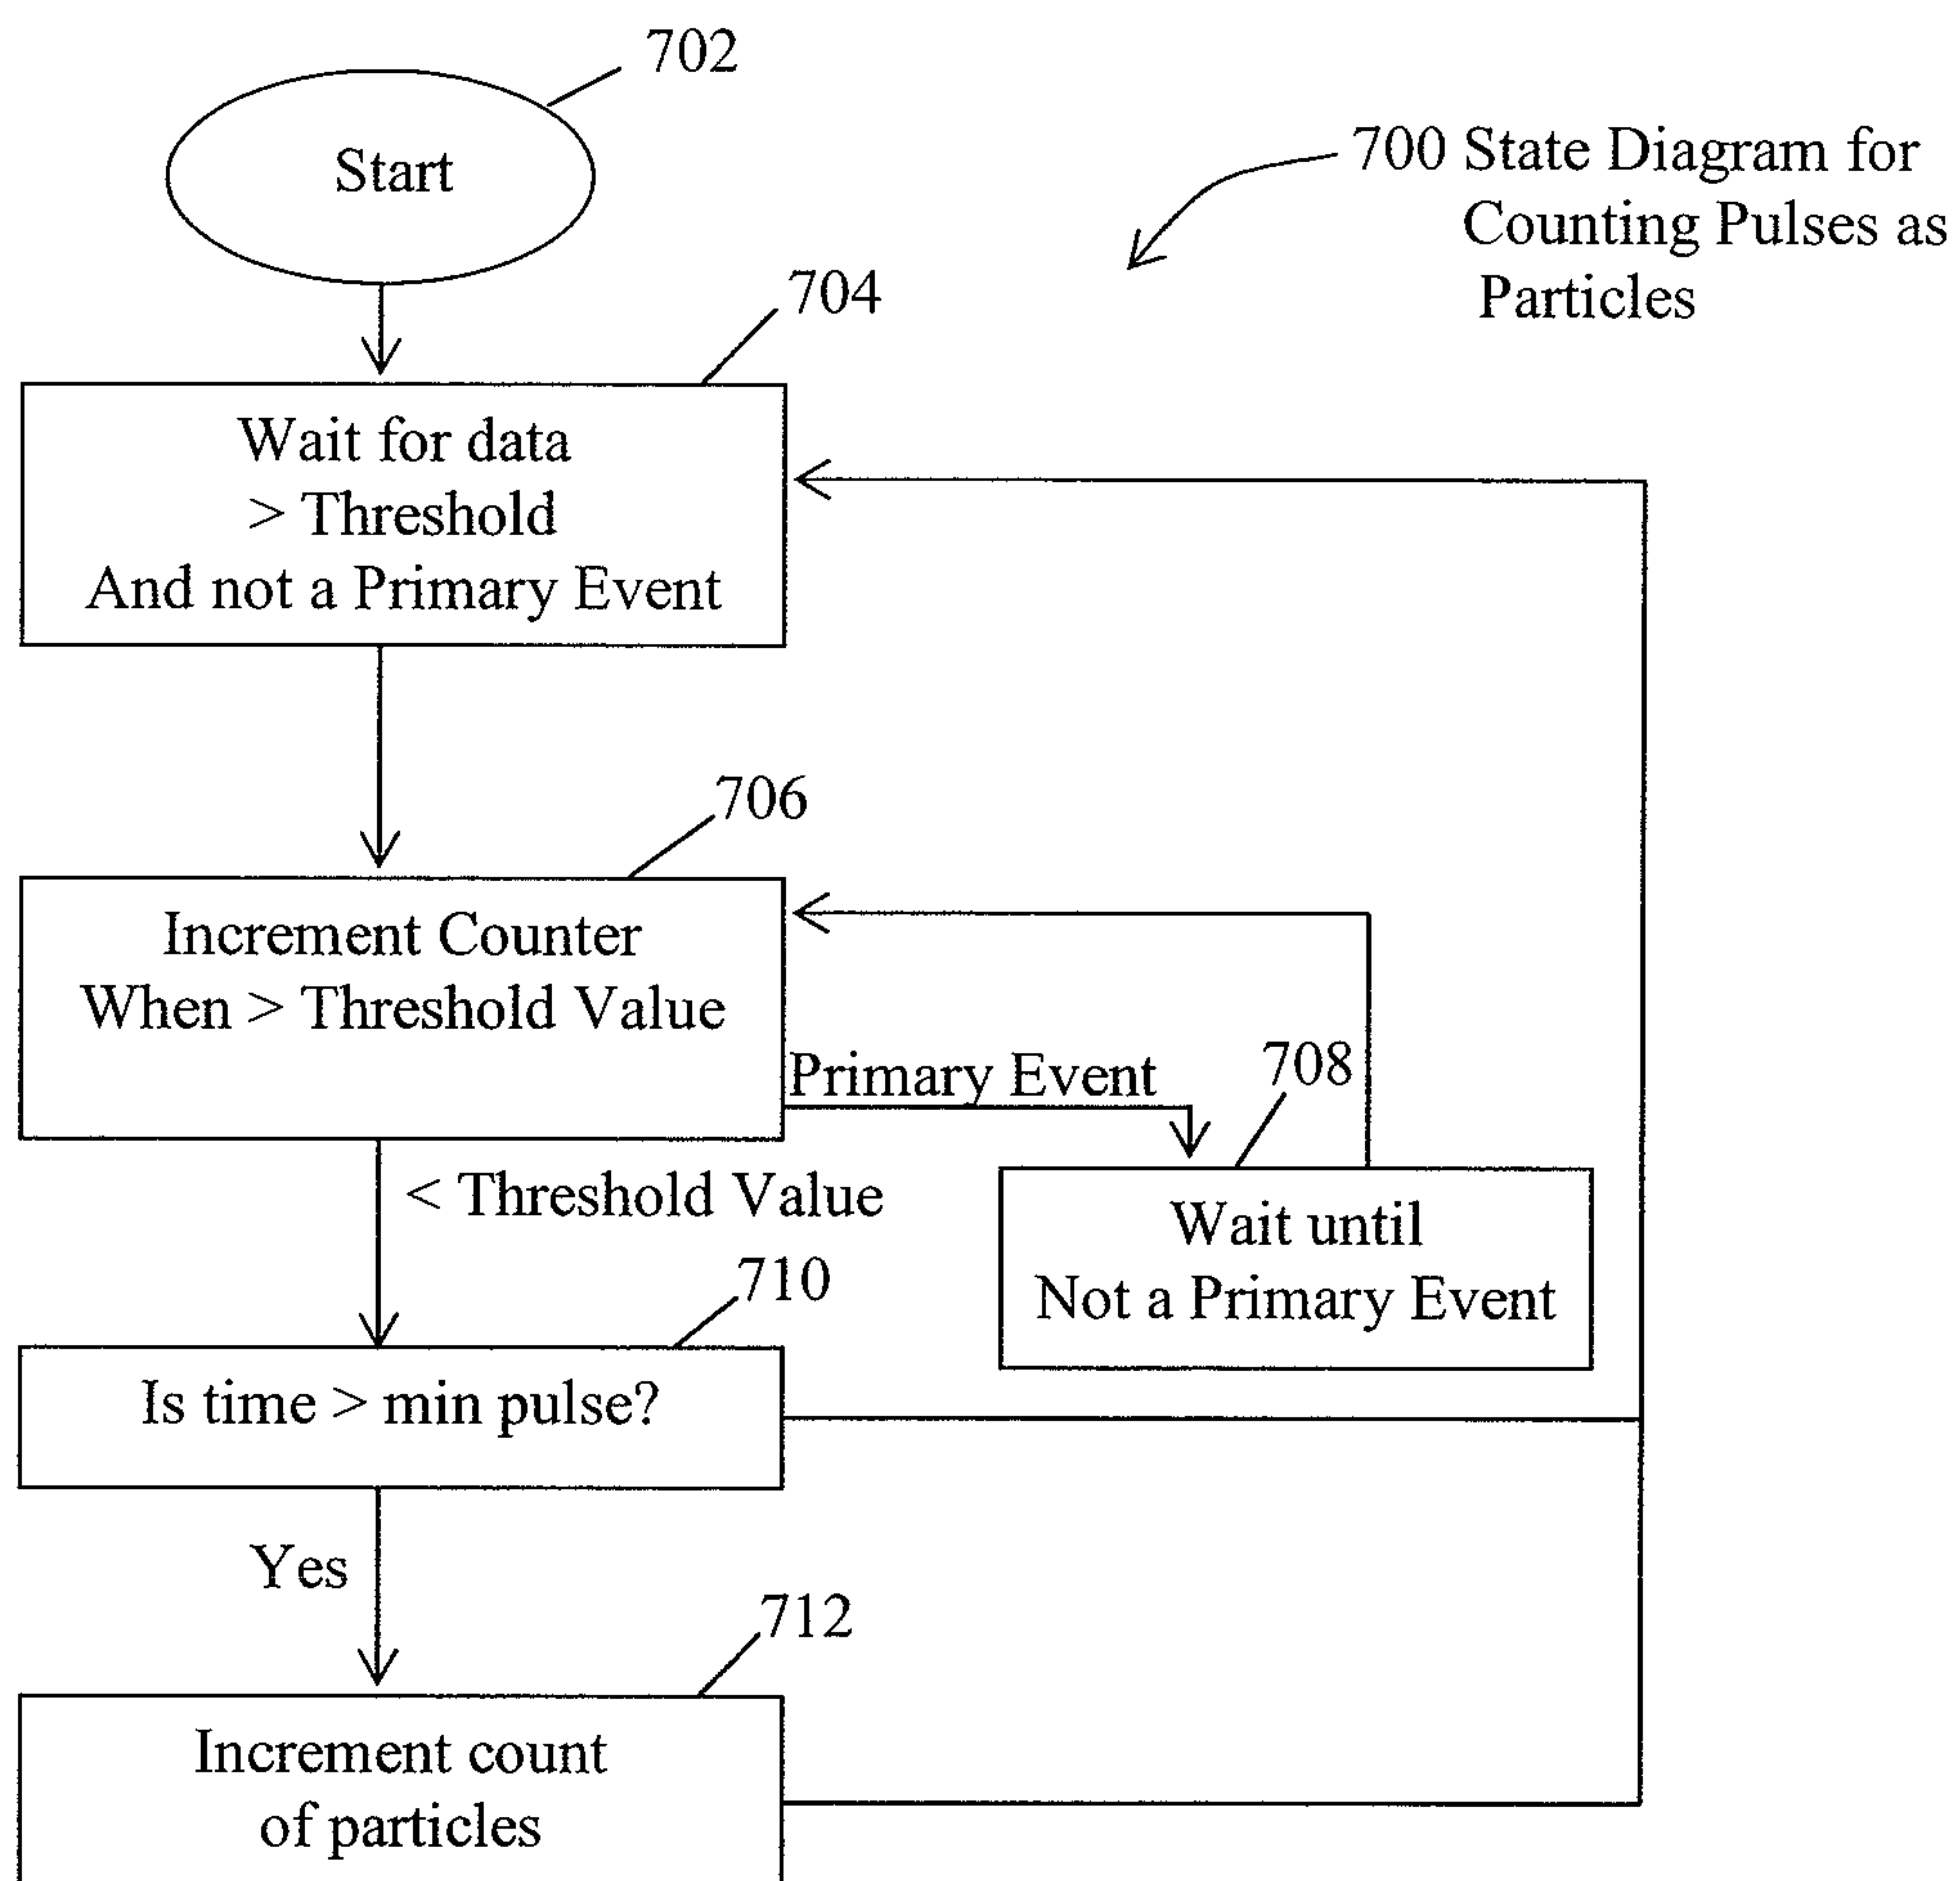 702
Start
700 State Diagram for
Counting Pulses as
Particles
704
Wait for data
> Threshold
And not a Primary Event
706
Increment Counter
When > Threshold Value
Primary Event
708
< Threshold Value
Wait until
Not a Primary Event
710
Is time > min pulse?
Yes
712
Increment count
of particles